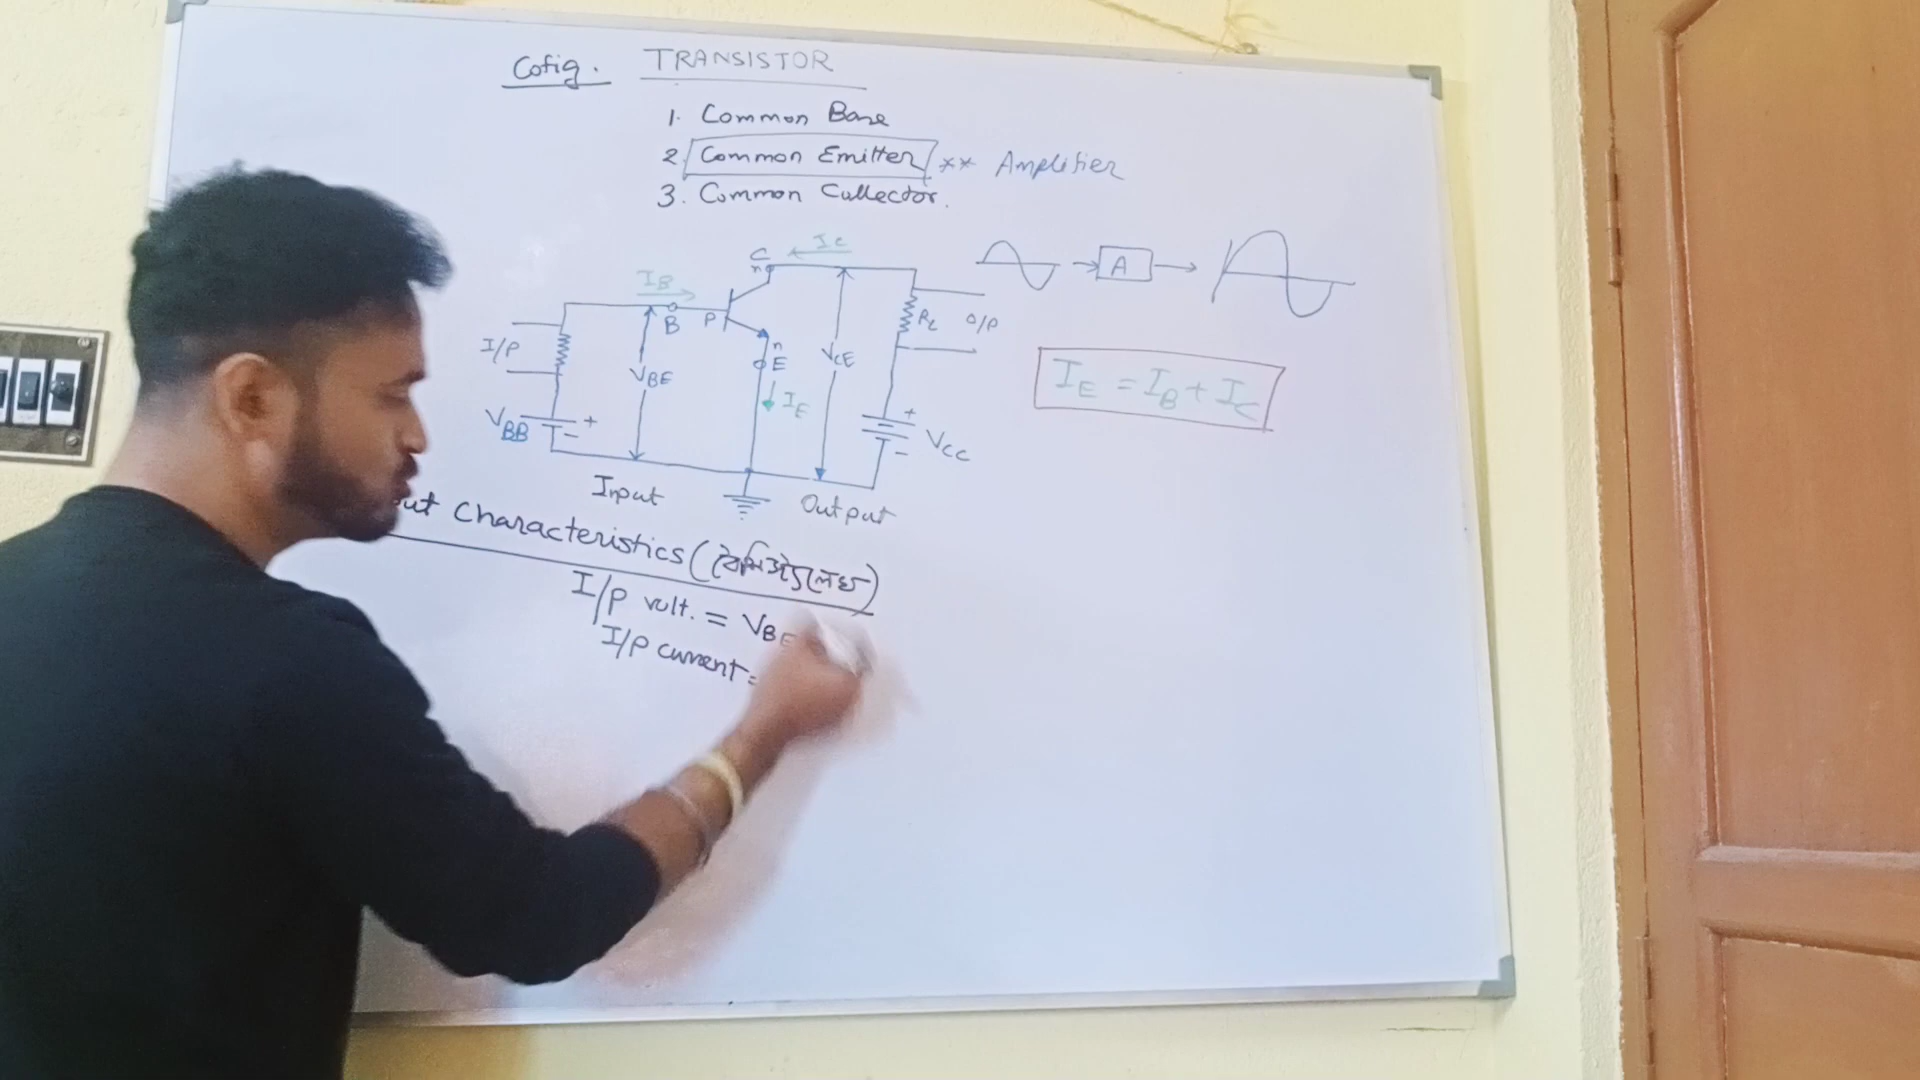 Cofig. TRANSISTOR
1. Common Base
2. Common Emitter ** Amplifier
3. Common Collector.
C
n
IC
IB
B
P
n
E
IE
I/P
VBE
VCE
RL
O/P
A
IE = IB + IC
VBB
+
-
+
-
VCC
Input
Output
Characteristics (
I/P volt. = VBE
I/P current =